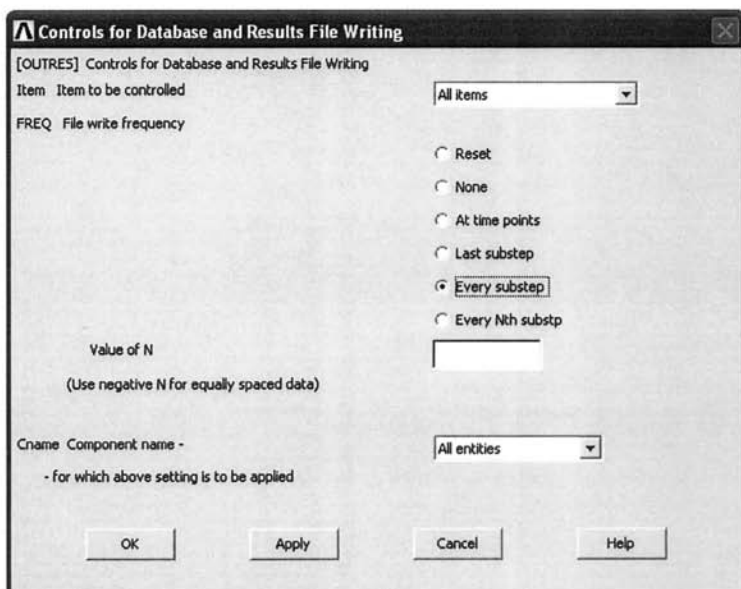 Controls for Database and Results File Writing
[OUTRES] Controls for Database and Results File Writing
Item Item to be controlled
All items
FREQ File write frequency
Reset
None
At time points
Last substep
Every substep
Every Nth substp
Value of N
(Use negative N for equally spaced data)
Cname Component name -
All entities
- for which above setting is to be applied
OK Apply Cancel Help